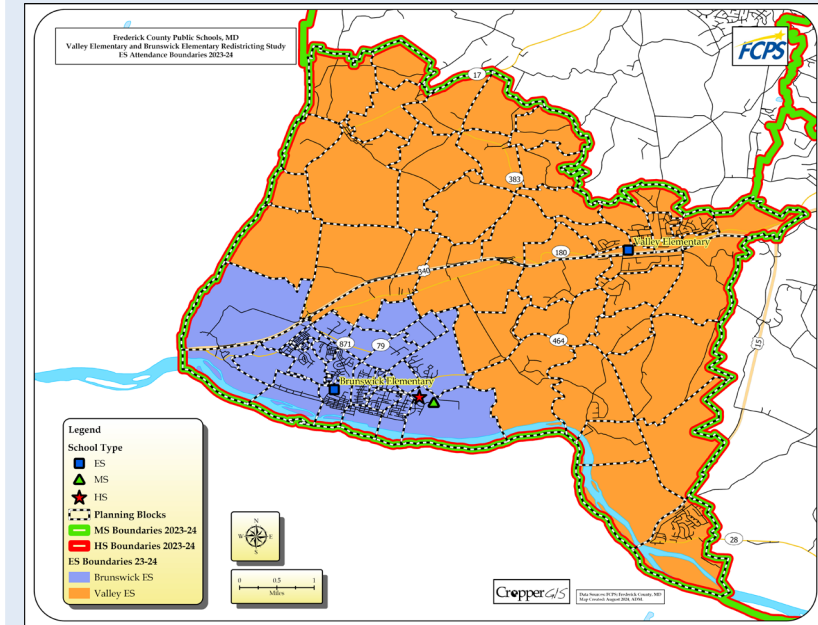 Frederick County Public Schools, MD
Valley Elementary and Brunswick Elementary Redistricting Study
ES Attendance Boundaries 2023-24
FCPS
17
383
Valley Elementary
180
340
464
871
79
15
Brunswick Elementary
28
Legend
School Type
ES
MS
HS
Planning Blocks
MS Boundaries 2023-24
HS Boundaries 2023-24
ES Boundaries 23-24
Brunswick ES
Valley ES
N
W E
S
0 0.5 1
Miles
Cropper GIS
Data Sources: FCPS; Frederick County, MD
Map Created: August 2024, ADM.